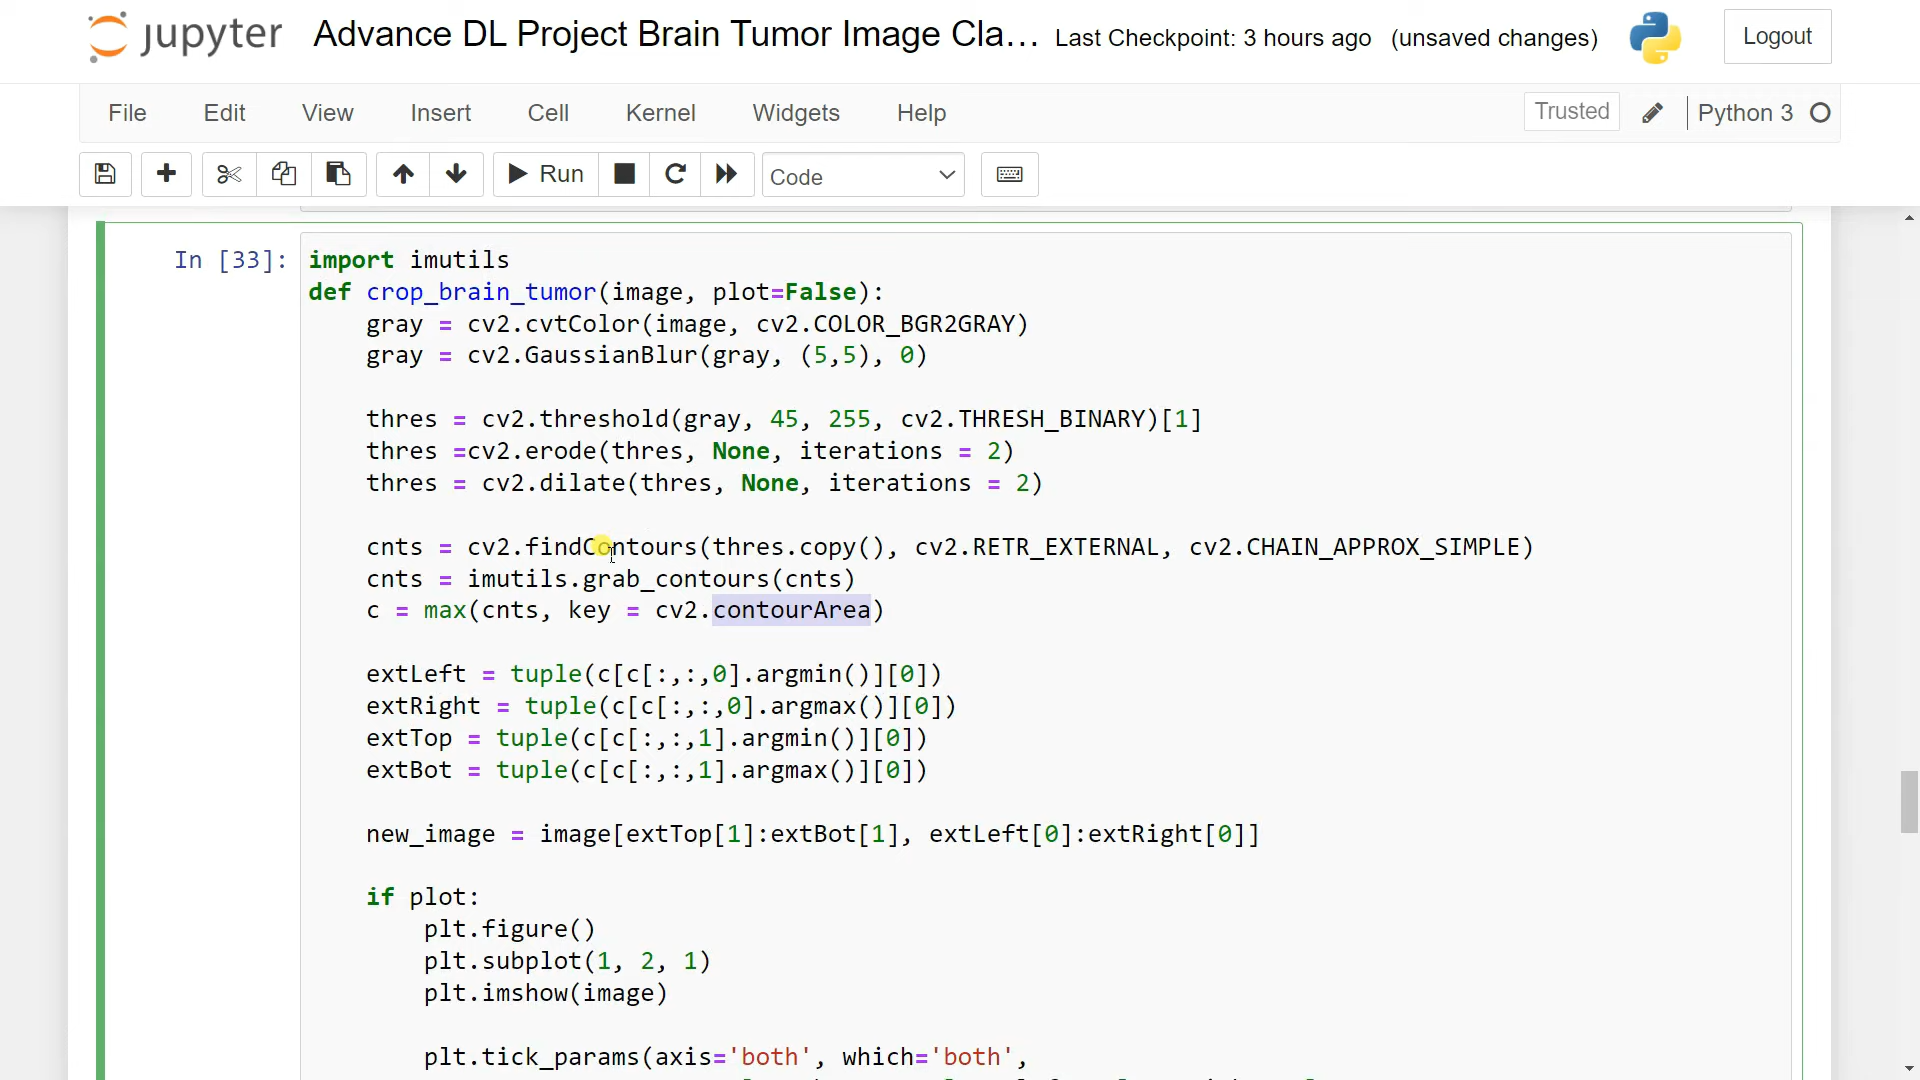 jupyter Advance DL Project Brain Tumor Image Cla... Last Checkpoint: 3 hours ago (unsaved changes) Logout
File Edit View Insert Cell Kernel Widgets Help Trusted Python 3
Run Code
In [33]: import imutils
def crop_brain_tumor(image, plot=False):
    gray = cv2.cvtColor(image, cv2.COLOR_BGR2GRAY)
    gray = cv2.GaussianBlur(gray, (5,5), 0)
    thres = cv2.threshold(gray, 45, 255, cv2.THRESH_BINARY)[1]
    thres =cv2.erode(thres, None, iterations = 2)
    thres = cv2.dilate(thres, None, iterations = 2)
    cnts = cv2.findContours(thres.copy(), cv2.RETR_EXTERNAL, cv2.CHAIN_APPROX_SIMPLE)
    cnts = imutils.grab_contours(cnts)
    c = max(cnts, key = cv2.contourArea)
    extLeft = tuple(c[c[:,:,0].argmin()][0])
    extRight = tuple(c[c[:,:,0].argmax()][0])
    extTop = tuple(c[c[:,:,1].argmin()][0])
    extBot = tuple(c[c[:,:,1].argmax()][0])
    new_image = image[extTop[1]:extBot[1], extLeft[0]:extRight[0]]
    if plot:
        plt.figure()
        plt.subplot(1, 2, 1)
        plt.imshow(image)
        plt.tick_params(axis='both', which='both',